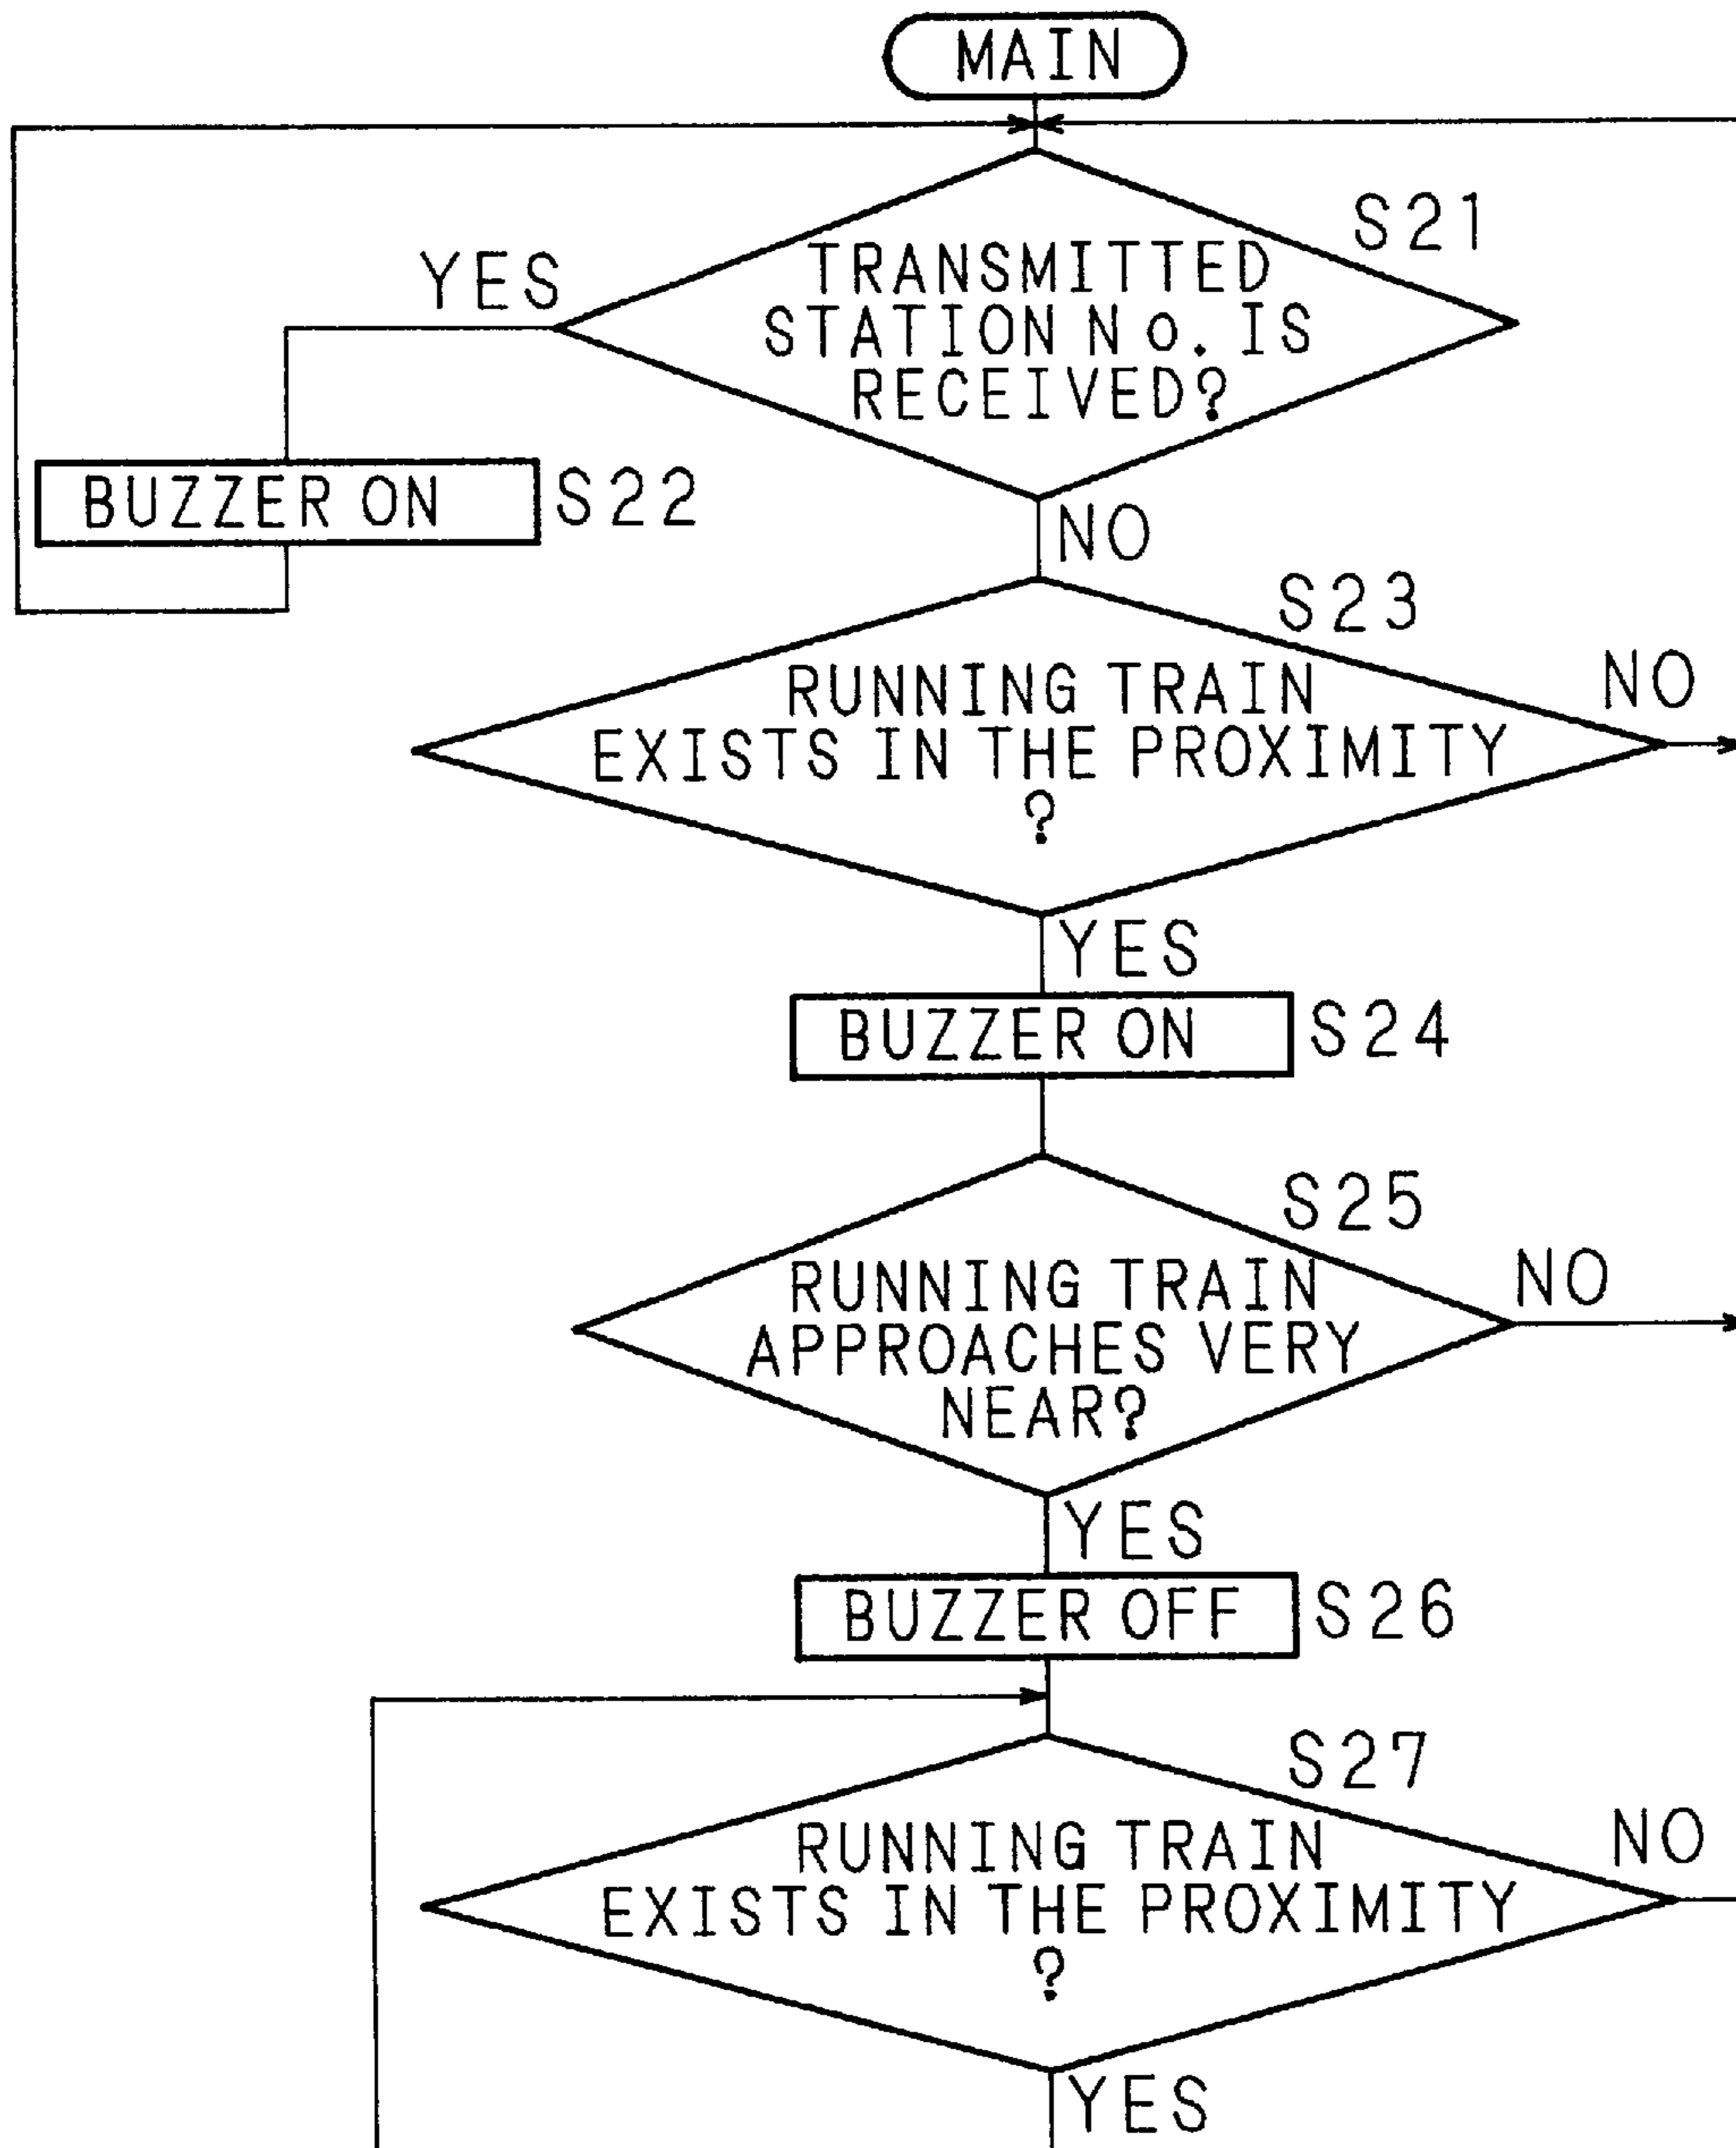 MAIN
S21
YES
TRANSMITTED
STATION No. IS
RECEIVED?
BUZZER ON
S22
NO
S23
RUNNING TRAIN
EXISTS IN THE PROXIMITY
?
NO
YES
BUZZER ON
S24
S25
RUNNING TRAIN
APPROACHES VERY
NEAR?
NO
YES
BUZZER OFF
S26
S27
RUNNING TRAIN
EXISTS IN THE PROXIMITY
?
NO
YES